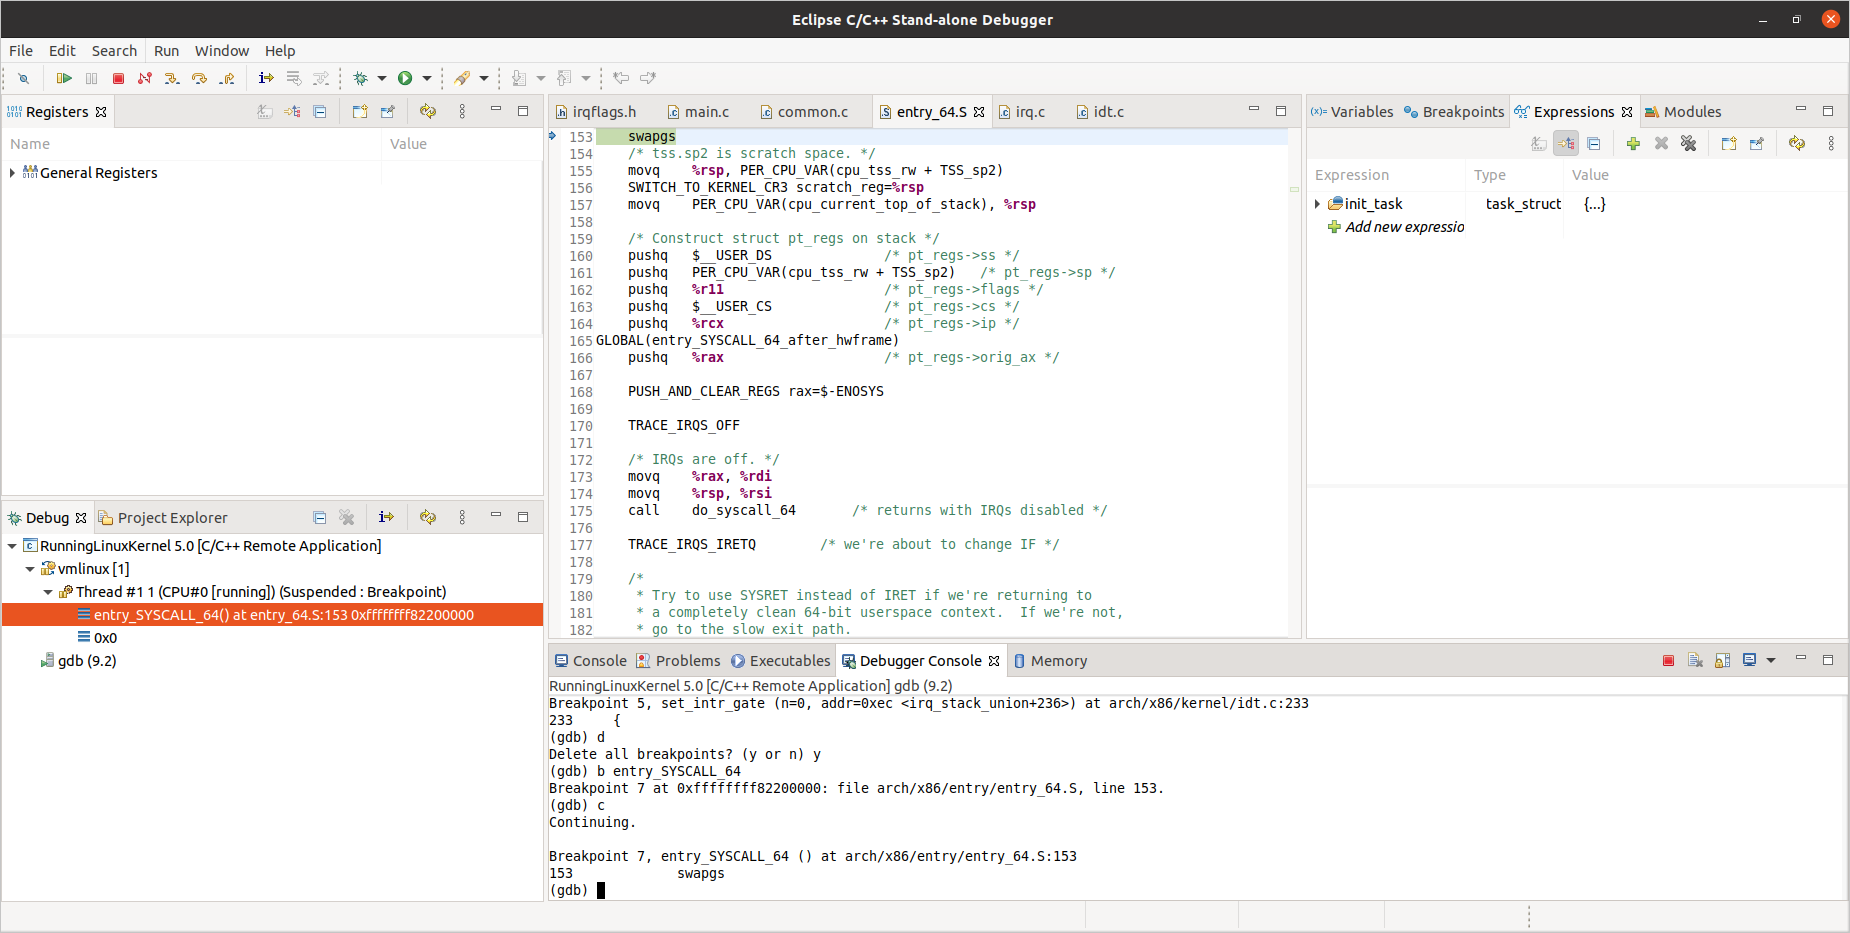 Eclipse C/C++ Stand-alone Debugger
File Edit Search Run Window Help
Registers
Name Value
General Registers
Debug Project Explorer
RunningLinuxKernel 5.0 [C/C++ Remote Application]
vmlinux [1]
Thread #1 1 (CPU#0 [running]) (Suspended : Breakpoint)
entry_SYSCALL_64() at entry_64.S:153 0xffffffff82200000
0x0
gdb (9.2)
irqflags.h main.c common.c entry_64.S irq.c idt.c
153 swapgs
154 /* tss.sp2 is scratch space. */
155 movq %rsp, PER_CPU_VAR(cpu_tss_rw + TSS_sp2)
156 SWITCH_TO_KERNEL_CR3 scratch_reg=%rsp
157 movq PER_CPU_VAR(cpu_current_top_of_stack), %rsp
158
159 /* Construct struct pt_regs on stack */
160 pushq $__USER_DS /* pt_regs->ss */
161 pushq PER_CPU_VAR(cpu_tss_rw + TSS_sp2) /* pt_regs->sp */
162 pushq %r11 /* pt_regs->flags */
163 pushq $__USER_CS /* pt_regs->cs */
164 pushq %rcx /* pt_regs->ip */
165 GLOBAL(entry_SYSCALL_64_after_hwframe)
166 pushq %rax /* pt_regs->orig_ax */
167
168 PUSH_AND_CLEAR_REGS rax=$-ENOSYS
169
170 TRACE_IRQS_OFF
171
172 /* IRQs are off. */
173 movq %rax, %rdi
174 movq %rsp, %rsi
175 call do_syscall_64 /* returns with IRQs disabled */
176
177 TRACE_IRQS_IRETQ /* we're about to change IF */
178
179 /*
180 * Try to use SYSRET instead of IRET if we're returning to
181 * a completely clean 64-bit userspace context. If we're not,
182 * go to the slow exit path.
Variables Breakpoints Expressions Modules
Expression Type Value
init_task task_struct {...}
Add new expressio
Console Problems Executables Debugger Console Memory
RunningLinuxKernel 5.0 [C/C++ Remote Application] gdb (9.2)
Breakpoint 5, set_intr_gate (n=0, addr=0xec <irq_stack_union+236>) at arch/x86/kernel/idt.c:233
233 {
(gdb) d
Delete all breakpoints? (y or n) y
(gdb) b entry_SYSCALL_64
Breakpoint 7 at 0xffffffff82200000: file arch/x86/entry/entry_64.S, line 153.
(gdb) c
Continuing.
Breakpoint 7, entry_SYSCALL_64 () at arch/x86/entry/entry_64.S:153
153 swapgs
(gdb)